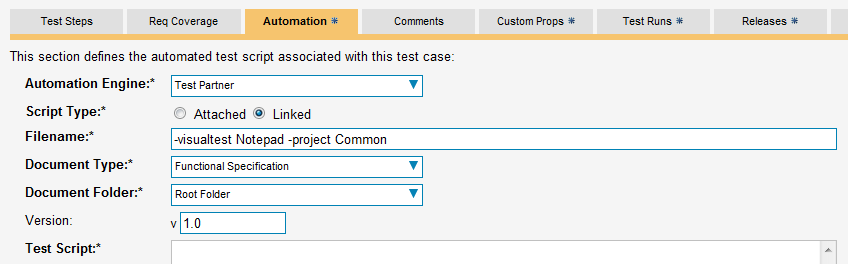 Test Steps Req Coverage Automation * Comments Custom Props * Test Runs * Releases *
This section defines the automated test script associated with this test case:
Automation Engine:* Test Partner
Script Type:* Attached Linked
Filename:* -visualtest Notepad -project Common
Document Type:* Functional Specification
Document Folder:* Root Folder
Version: v 1.0
Test Script:*